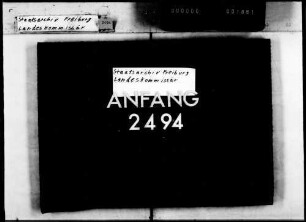 Staatsarchiv Freiburg
Landeskommissär
Staatsarchiv Freiburg
Landeskommissär
ANFANG
2494